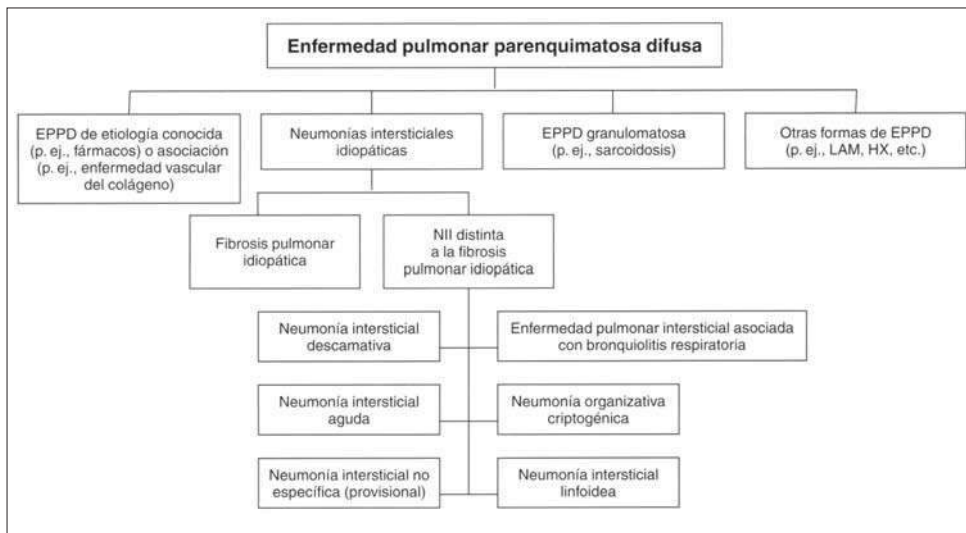 Enfermedad pulmonar parenquimatosa difusa
EPPD de etiología conocida
(p. ej., fármacos) o asociación
(p. ej., enfermedad vascular
del colágeno)
Neumonías intersticiales
idiopáticas
EPPD granulomatosa
(p. ej., sarcoidosis)
Otras formas de EPPD
(p. ej., LAM, HX, etc.)
Fibrosis pulmonar
idiopática
NII distinta
a la fibrosis
pulmonar idiopática
Neumonía intersticial
descamativa
Enfermedad pulmonar intersticial asociada
con bronquiolitis respiratoria
Neumonía intersticial
aguda
Neumonía organizativa
criptogénica
Neumonía intersticial no
específica (provisional)
Neumonía intersticial
linfoidea